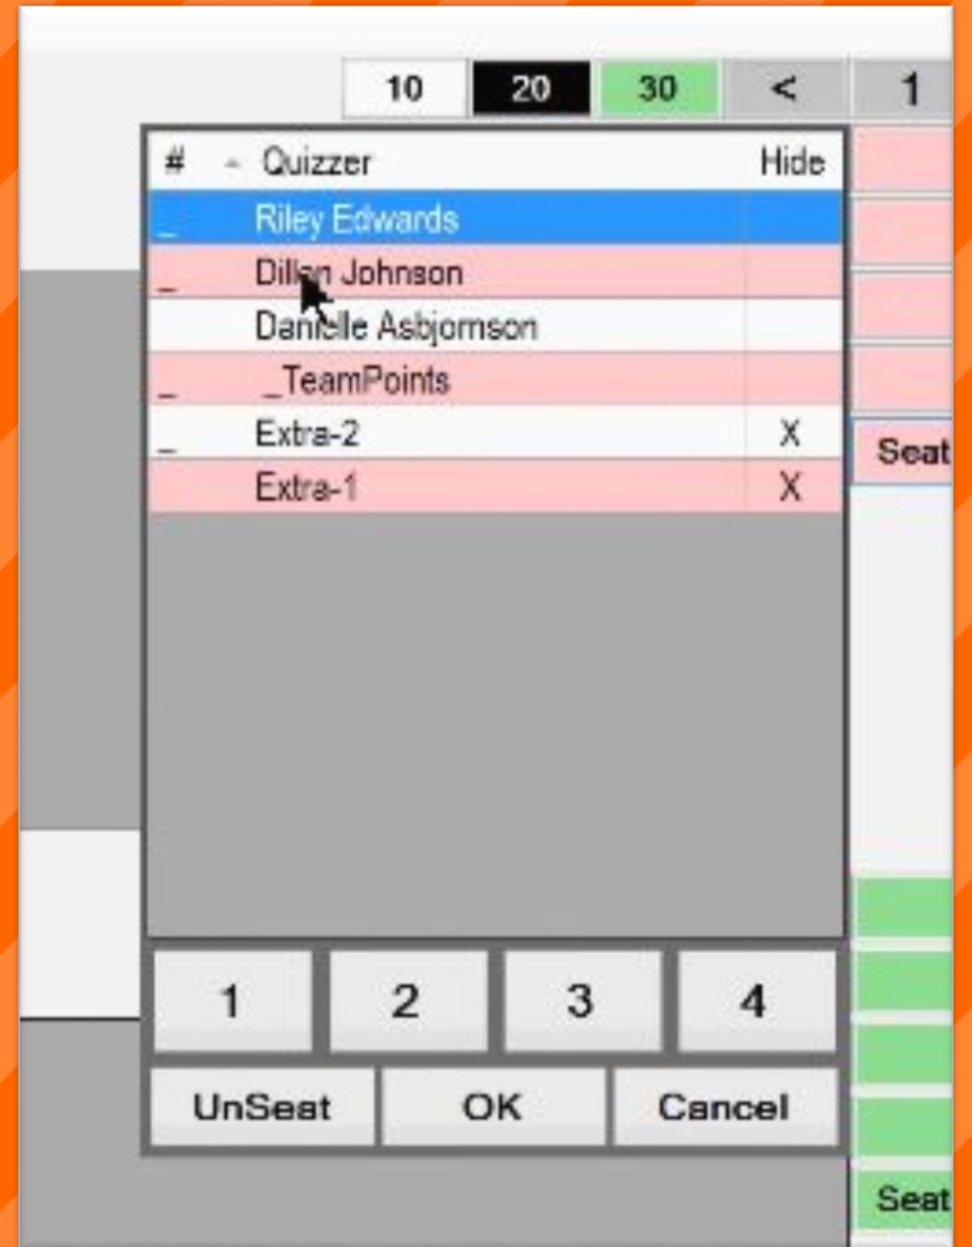 10 20 30 < 1
# Quizzer Hide
_ Riley Edwards
_ Dillan Johnson
Danielle Asbjornson
_ _TeamPoints
_ Extra-2 X
Seat
Extra-1 X
1 2 3 4
UnSeat OK Cancel
Seat